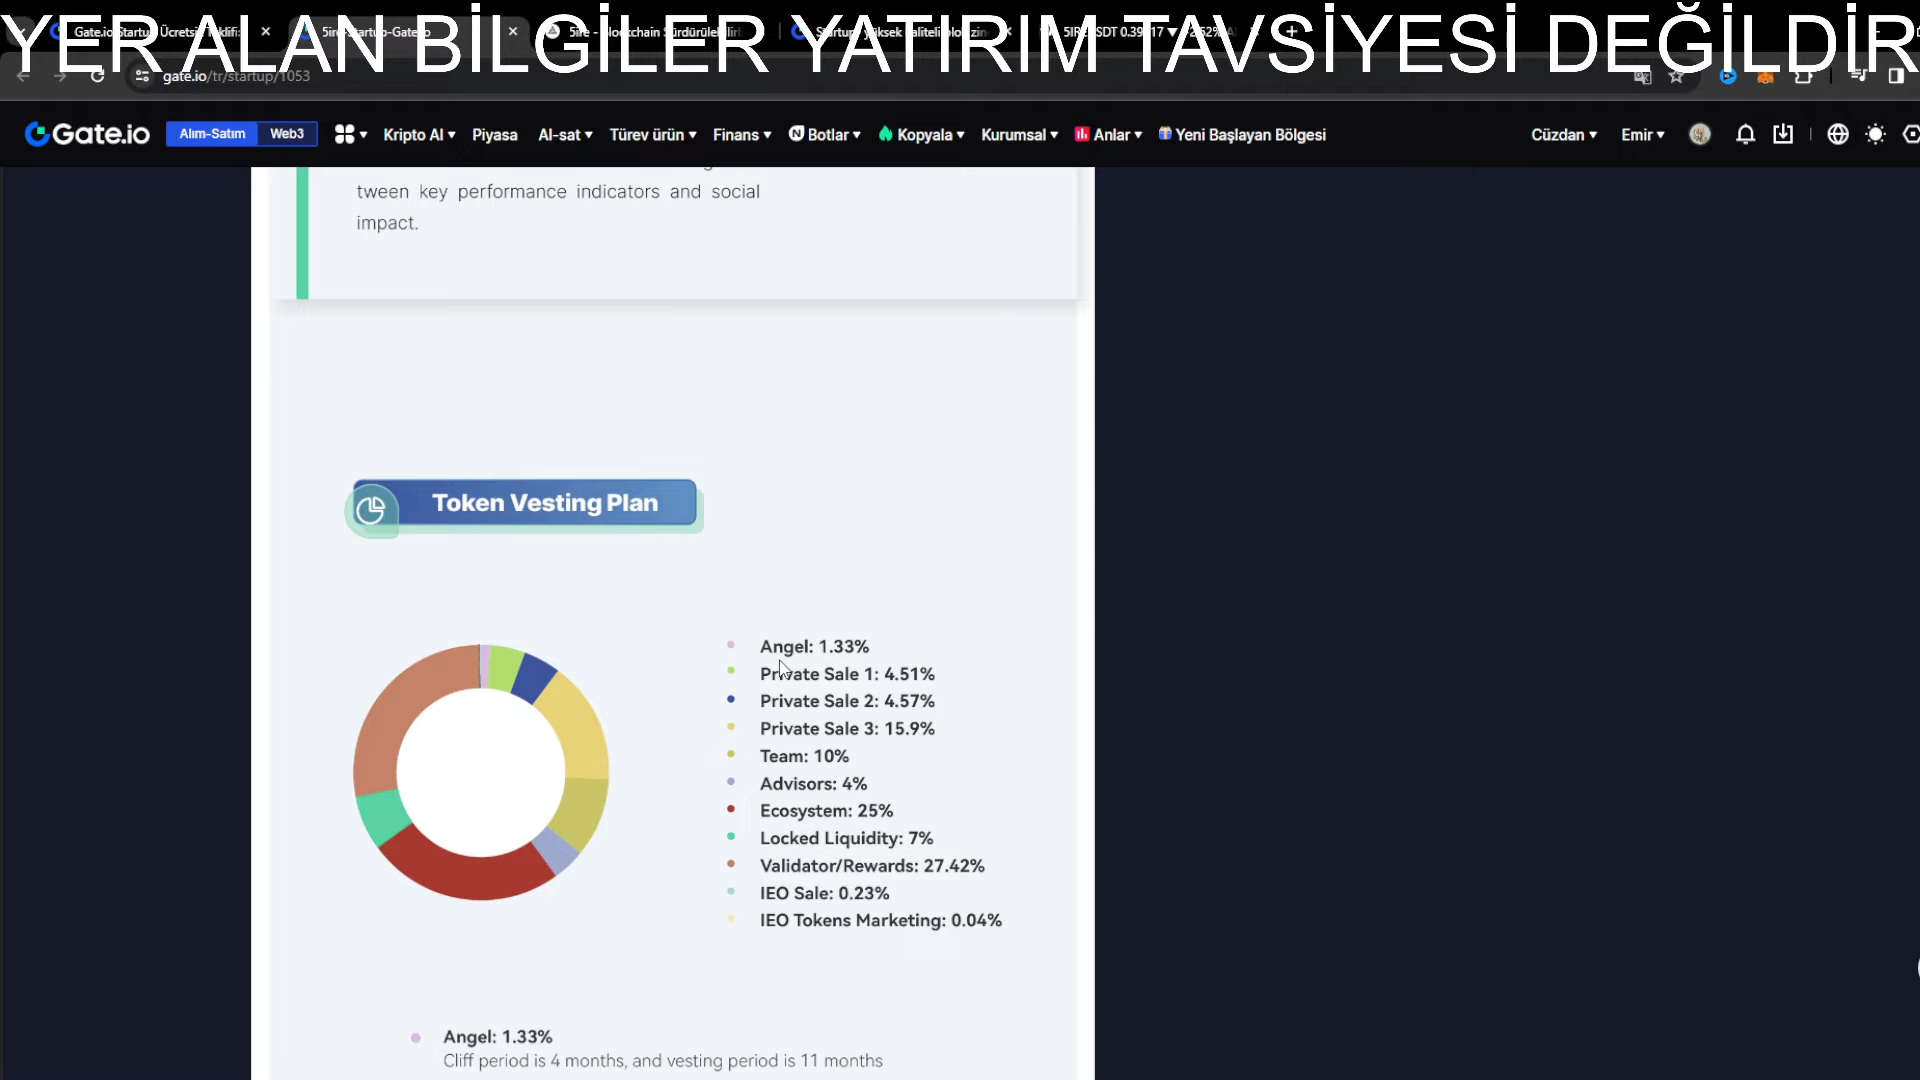 YER ALAN BİLGİLER YATIRIM TAVSİYESİ DEĞİLDİR
gate.io/tr/startup/1053
Gate.io Alım-Satım Web3 Kripto Al Piyasa Al-sat Türev ürün Finans Botlar Kopyala Kurumsal Anlar Yeni Başlayan Bölgesi Cüzdan Emir
tween key performance indicators and social
impact.
Token Vesting Plan
Angel: 1.33%
Private Sale 1: 4.51%
Private Sale 2: 4.57%
Private Sale 3: 15.9%
Team: 10%
Advisors: 4%
Ecosystem: 25%
Locked Liquidity: 7%
Validator/Rewards: 27.42%
IEO Sale: 0.23%
IEO Tokens Marketing: 0.04%
Angel: 1.33%
Cliff period is 4 months, and vesting period is 11 months